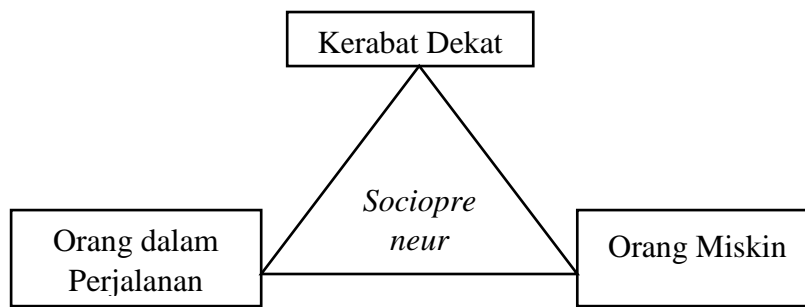 Kerabat Dekat
Sociopre
neur
Orang dalam
Perjalanan
Orang Miskin